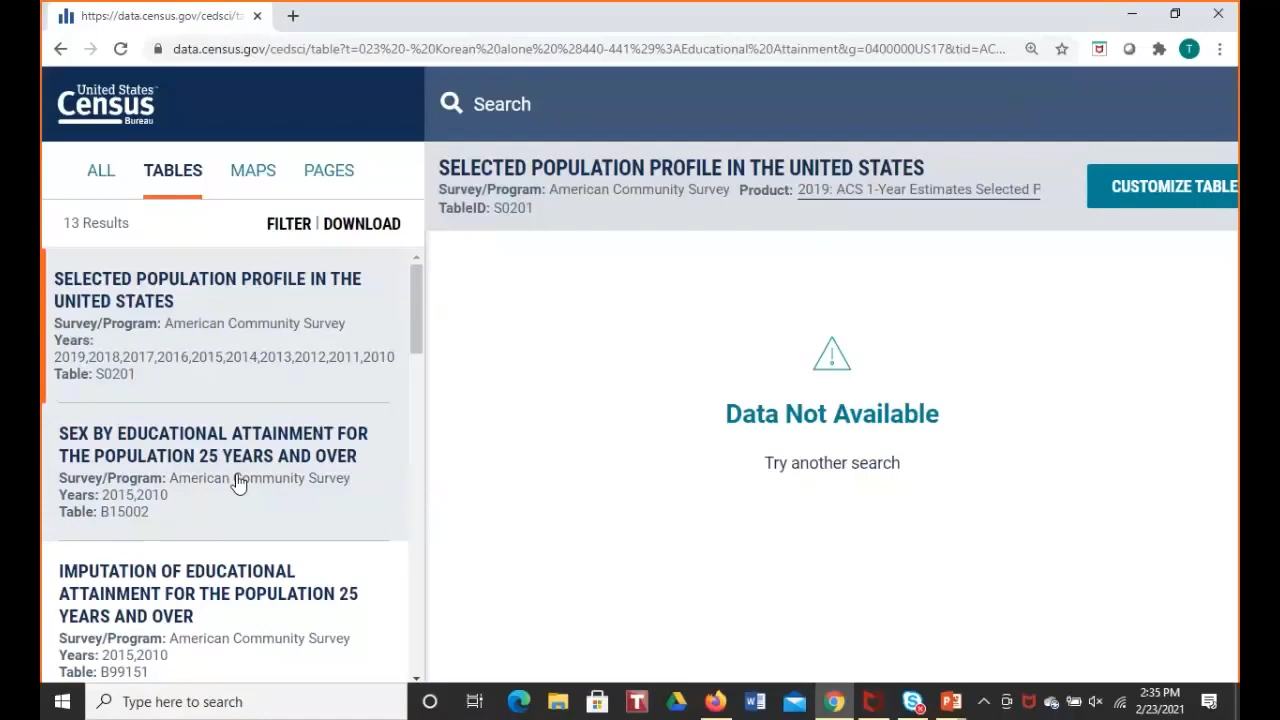 https://data.census.gov/cedsci/ta
data.census.gov/cedsci/table?t=023%20-%20Korean%20alone%20%28440-441%29%3AEducational%20Attainment&g=0400000US17&tid=AC...
T
United States
Census
Bureau
Search
ALL TABLES MAPS PAGES
13 Results FILTER | DOWNLOAD
SELECTED POPULATION PROFILE IN THE
UNITED STATES
Survey/Program: American Community Survey
Years:
2019,2018,2017,2016,2015,2014,2013,2012,2011,2010
Table: S0201
SEX BY EDUCATIONAL ATTAINMENT FOR
THE POPULATION 25 YEARS AND OVER
Survey/Program: American Community Survey
Years: 2015,2010
Table: B15002
IMPUTATION OF EDUCATIONAL
ATTAINMENT FOR THE POPULATION 25
YEARS AND OVER
Survey/Program: American Community Survey
Years: 2015,2010
Table: B99151
SELECTED POPULATION PROFILE IN THE UNITED STATES
Survey/Program: American Community Survey Product: 2019: ACS 1-Year Estimates Selected P
TableID: S0201
CUSTOMIZE TABLE
Data Not Available
Try another search
Type here to search
2:35 PM
2/23/2021